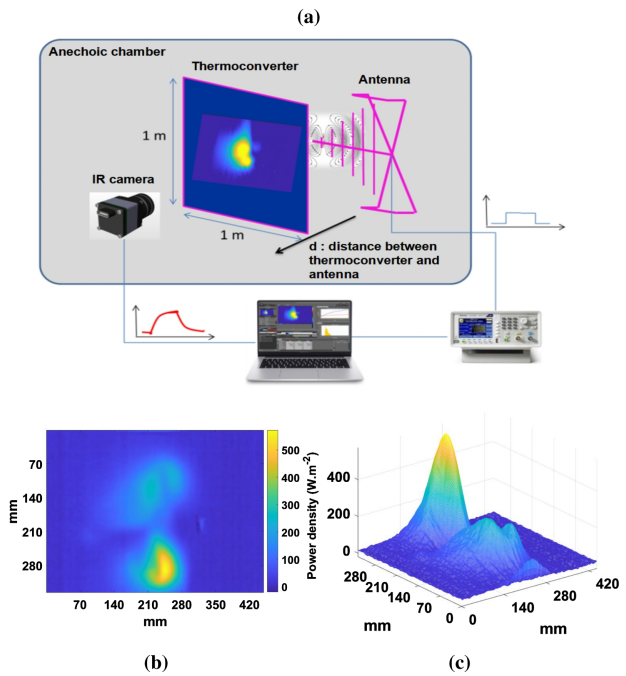 (a)
Anechoic chamber
Thermoconverter
Antenna
1 m
IR camera
1 m
d : distance between
thermoconverter and
antenna
70
140
210
280
mm
70 140 210 280 350 420
mm
500
400
300
200
100
0
Power density (W.m-2)
400
200
0
280
210
140
70
0
mm
0
140
280
420
mm
(b)
(c)